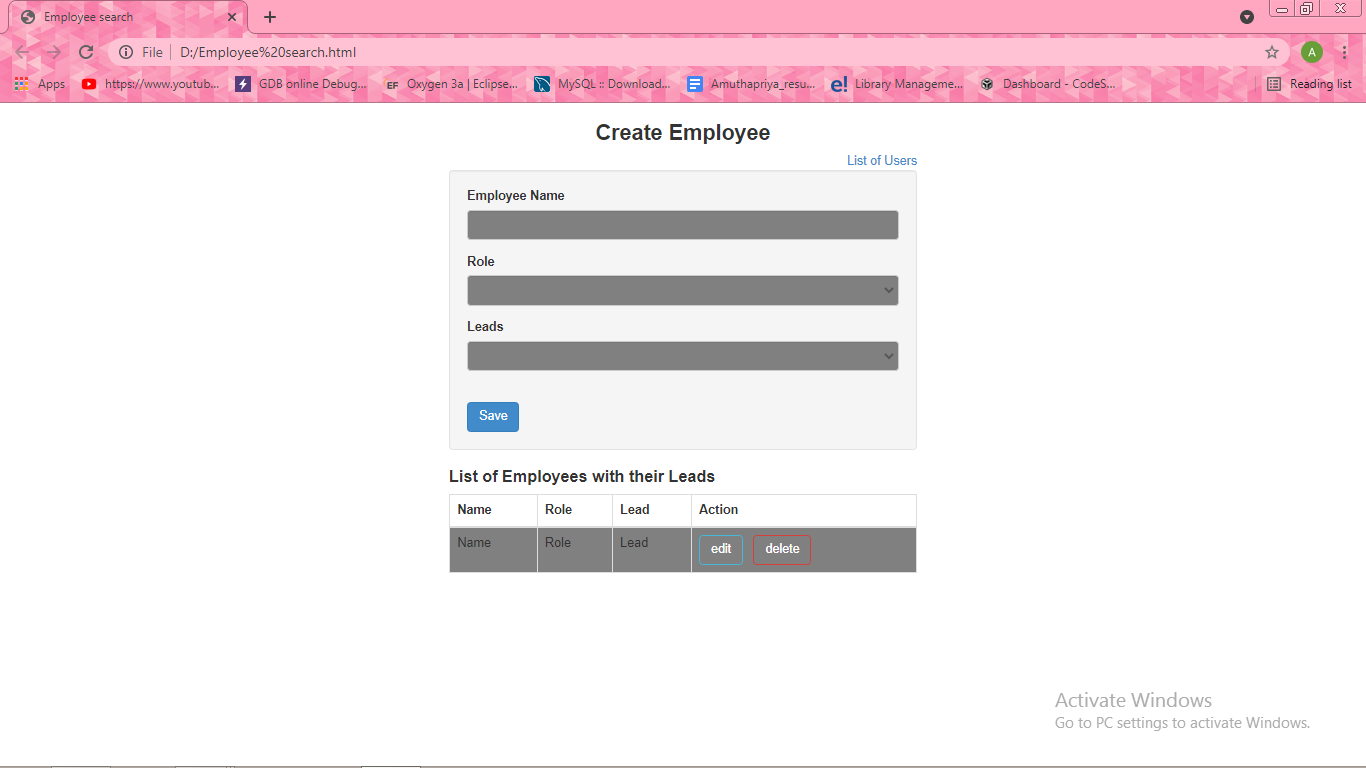 Employee search
File D:/Employee%20search.html
A
Apps https://www.youtub... GDB online Debug... EF Oxygen 3a | Eclipse... MySQL :: Download... Amuthapriya_resu... e! Library Manageme... Dashboard - CodeS... Reading list
Create Employee
List of Users
Employee Name
Role
Leads
Save
List of Employees with their Leads
Name Role Lead Action
Name Role Lead edit delete
Activate Windows
Go to PC settings to activate Windows.